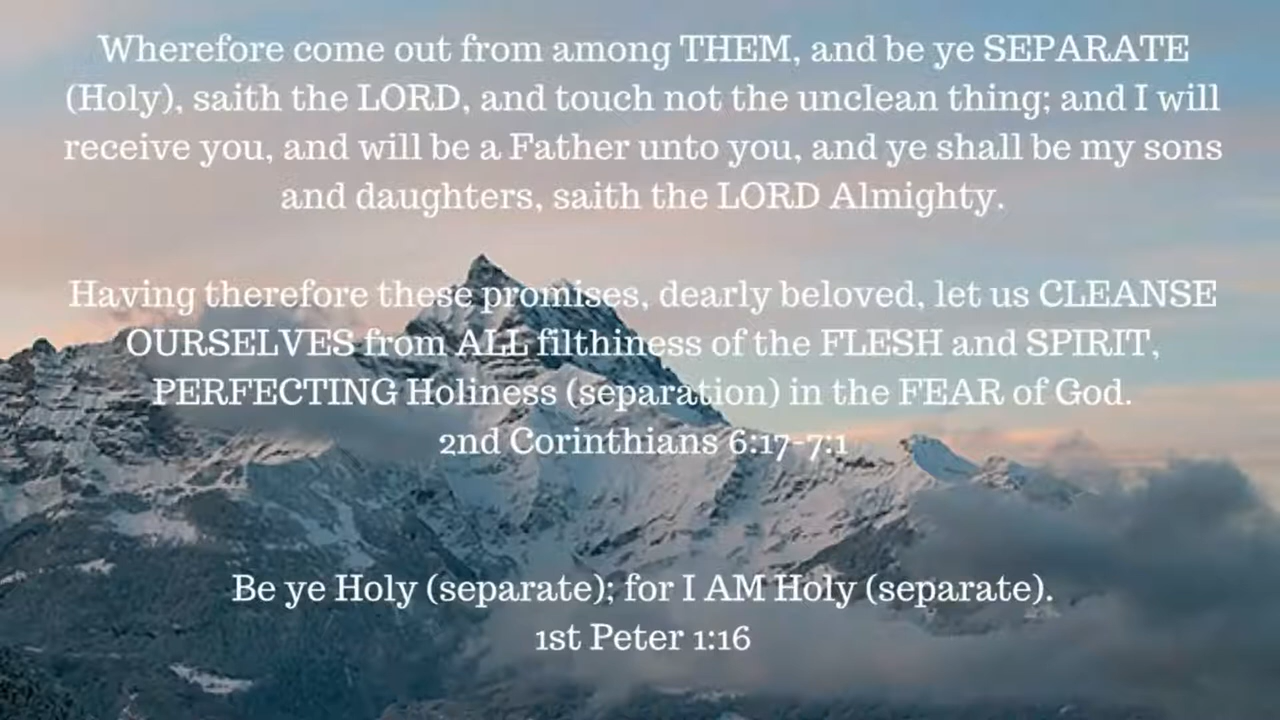 Wherefore come out from among THEM, and be ye SEPARATE
(Holy), saith the LORD, and touch not the unclean thing; and I will
receive you, and will be a Father unto you, and ye shall be my sons
and daughters, saith the LORD Almighty.
Having therefore these promises, dearly beloved, let us CLEANSE
OURSELVES from ALL filthiness of the FLESH and SPIRIT,
PERFECTING Holiness (separation) in the FEAR of God.
2nd Corinthians 6:17-7:1
Be ye Holy (separate); for I AM Holy (separate).
1st Peter 1:16